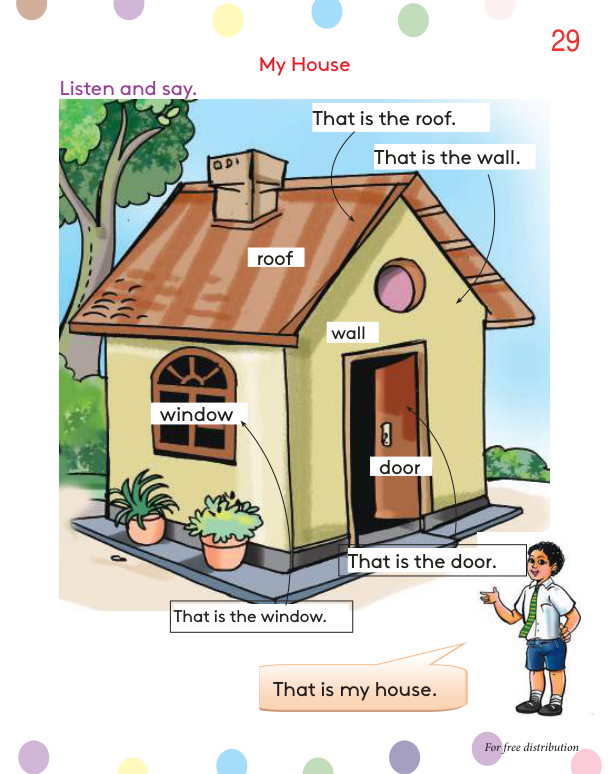 29
My House
Listen and say.
That is the roof.
That is the wall.
roof
wall
window
door
That is the door.
That is the window.
That is my house.
For free distribution